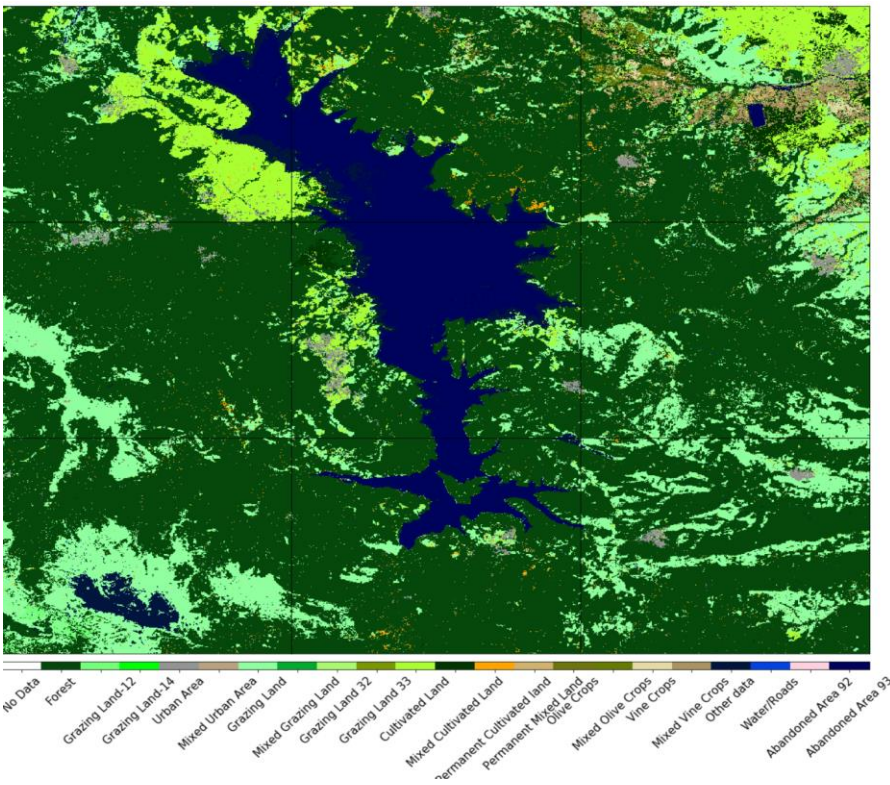 No Data
Forest
Grazing Land-12
Grazing Land-14
Urban Area
Mixed Urban Area
Grazing Land
Mixed Grazing Land
Grazing Land 32
Grazing Land 33
Cultivated Land
Mixed Cultivated Land
Permanent Cultivated land
Permanent Mixed Land
Olive Crops
Mixed Olive Crops
Vine Crops
Mixed Vine Crops
Other data
Water/Roads
Abandoned Area 92
Abandoned Area 93